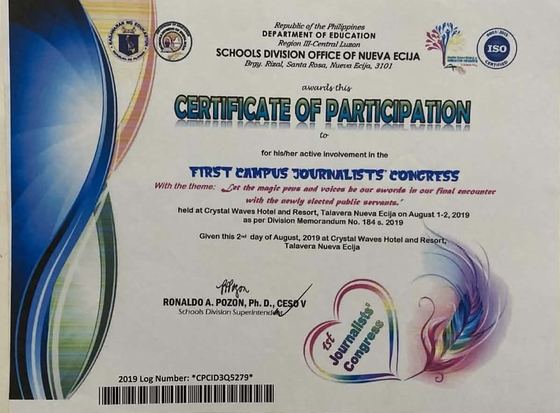 Republic of the Philippines
DEPARTMENT OF EDUCATION
Region III-Central Luzon
SCHOOLS DIVISION OFFICE OF NUEVA ECIJA
Brgy. Rizal, Santa Rosa, Nueva Ecija, 3101
ISO
CERTIFIED
awards this
CERTIFICATE OF PARTICIPATION
to
for his/her active involvement in the
FIRST CAMPUS JOURNALISTS' CONGRESS
With the theme: Let the magic pens and voices be our swords in our final encounter
with the newly elected public servants.'
held at Crystal Waves Hotel and Resort, Talavera Nueva Ecija on August 1-2, 2019
as per Division Memorandum No. 184 s. 2019
Given this 2nd day of August, 2019 at Crystal Waves Hotel and Resort,
Talavera Nueva Ecija
RONALDO A. POZON, Ph. D., CESO V
Schools Division Superintendent
1st
Journalists'
Congress
2019 Log Number: *CPCID3Q5279*